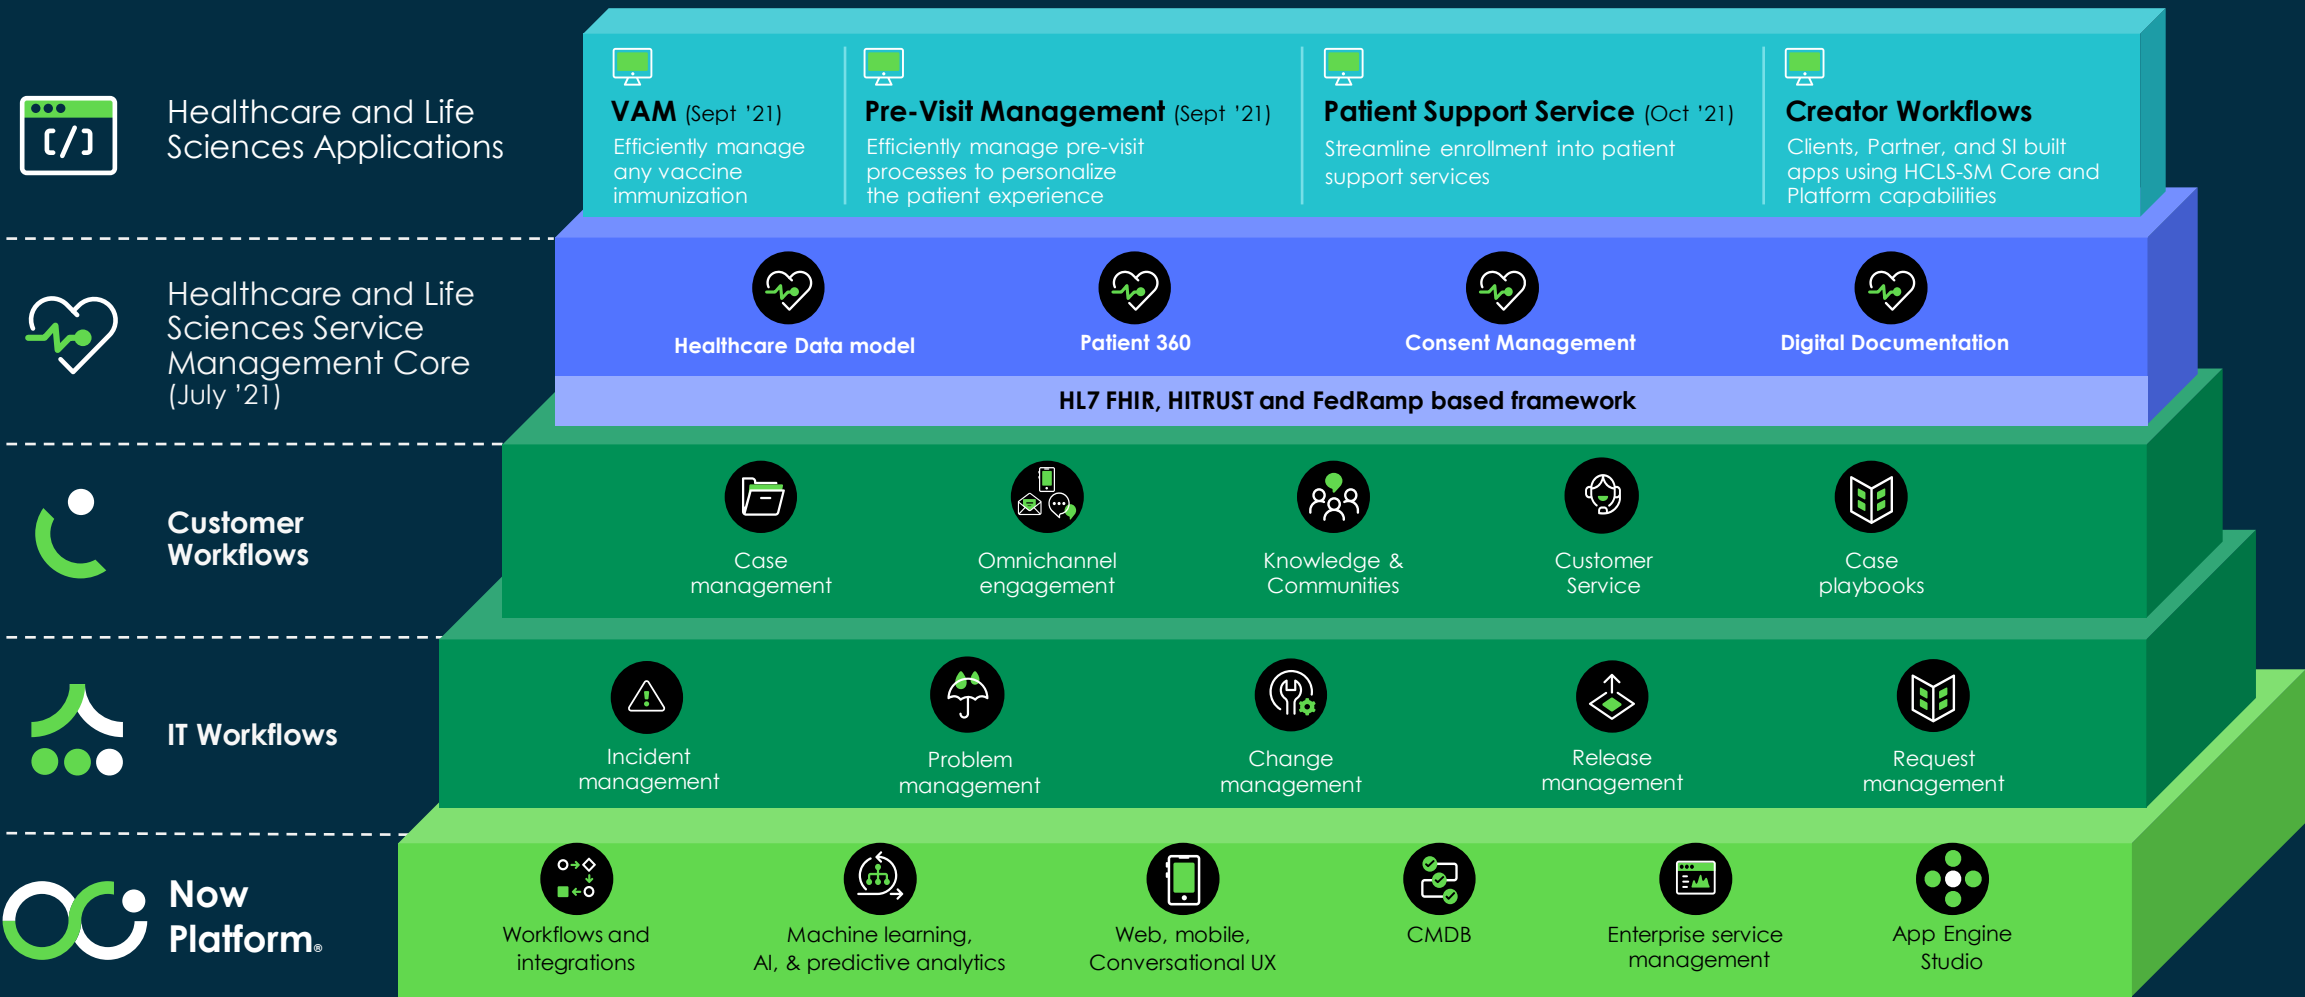 Healthcare and Life
Sciences Applications
VAM (Sept '21)
Efficiently manage
any vaccine
immunization
Pre-Visit Management (Sept '21)
Efficiently manage pre-visit
processes to personalize
the patient experience
Patient Support Service (Oct '21)
Streamline enrollment into patient
support services
Creator Workflows
Clients, Partner, and SI built
apps using HCLS-SM Core and
Platform capabilities
Healthcare and Life
Sciences Service
Management Core
(July '21)
Healthcare Data model
Patient 360
Consent Management
Digital Documentation
HL7 FHIR, HITRUST and FedRamp based framework
Customer
Workflows
Case
management
Omnichannel
engagement
Knowledge &
Communities
Customer
Service
Case
playbooks
IT Workflows
Incident
management
Problem
management
Change
management
Release
management
Request
management
Now
Platform®
Workflows and
integrations
Machine learning,
AI, & predictive analytics
Web, mobile,
Conversational UX
CMDB
Enterprise service
management
App Engine
Studio